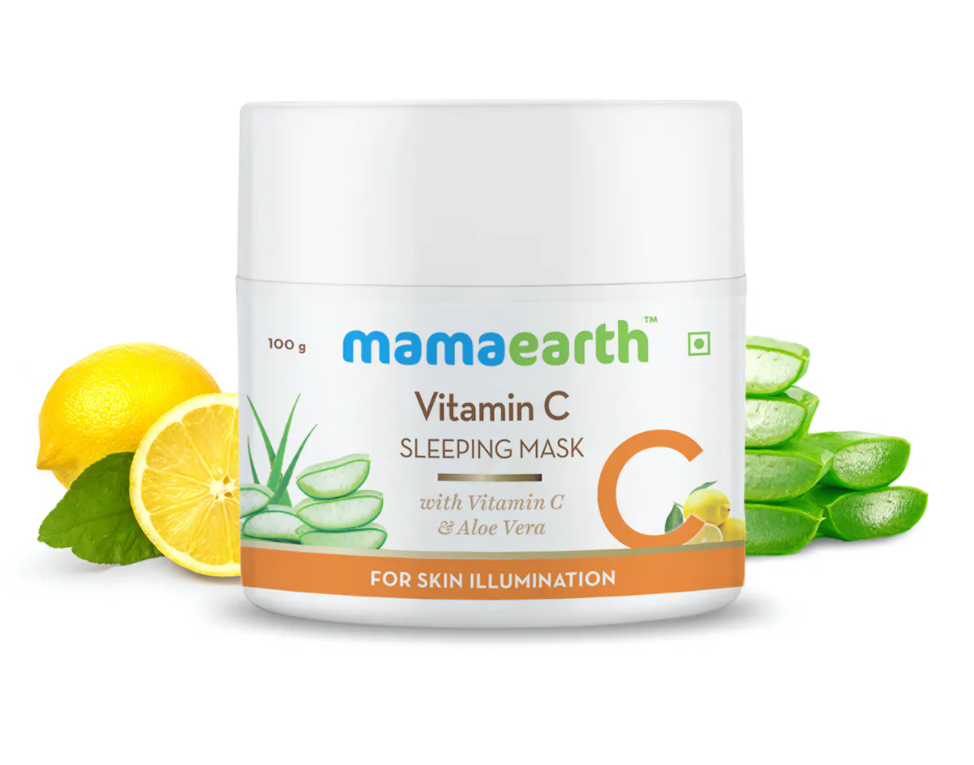 100 g
mamaearth™
Vitamin C
SLEEPING MASK
with Vitamin C
& Aloe Vera
C
FOR SKIN ILLUMINATION